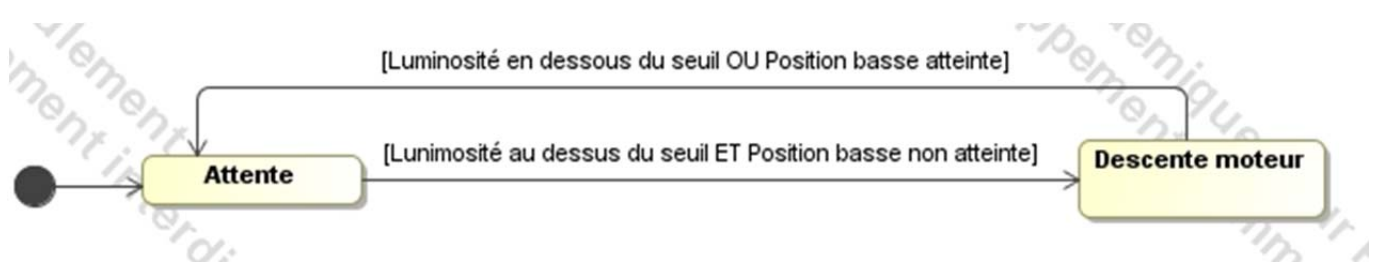 [Luminosité en dessous du seuil OU Position basse atteinte]
[Lunimosité au dessus du seuil ET Position basse non atteinte]
Attente
Descente moteur